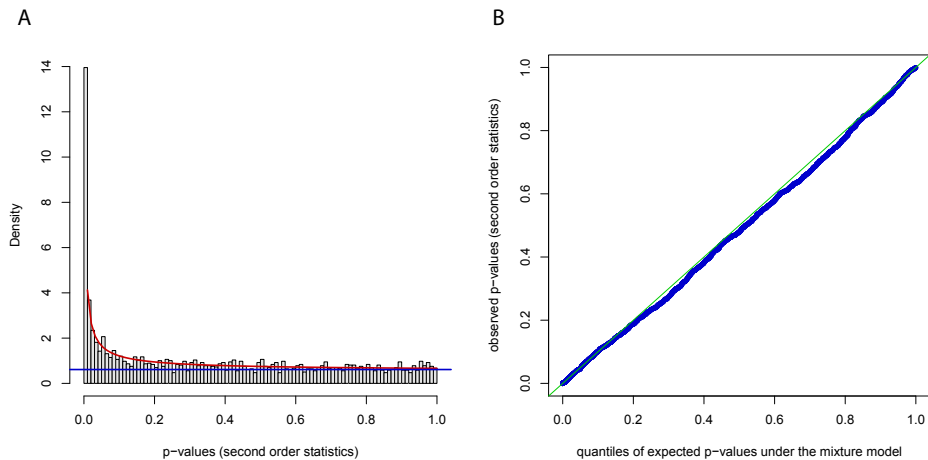 A
Density
14
12
10
8
6
4
2
0
0.0 0.2 0.4 0.6 0.8 1.0
p−values (second order statistics)
B
observed p−values (second order statistics)
1.0
0.8
0.6
0.4
0.2
0.0
0.0 0.2 0.4 0.6 0.8 1.0
quantiles of expected p−values under the mixture model